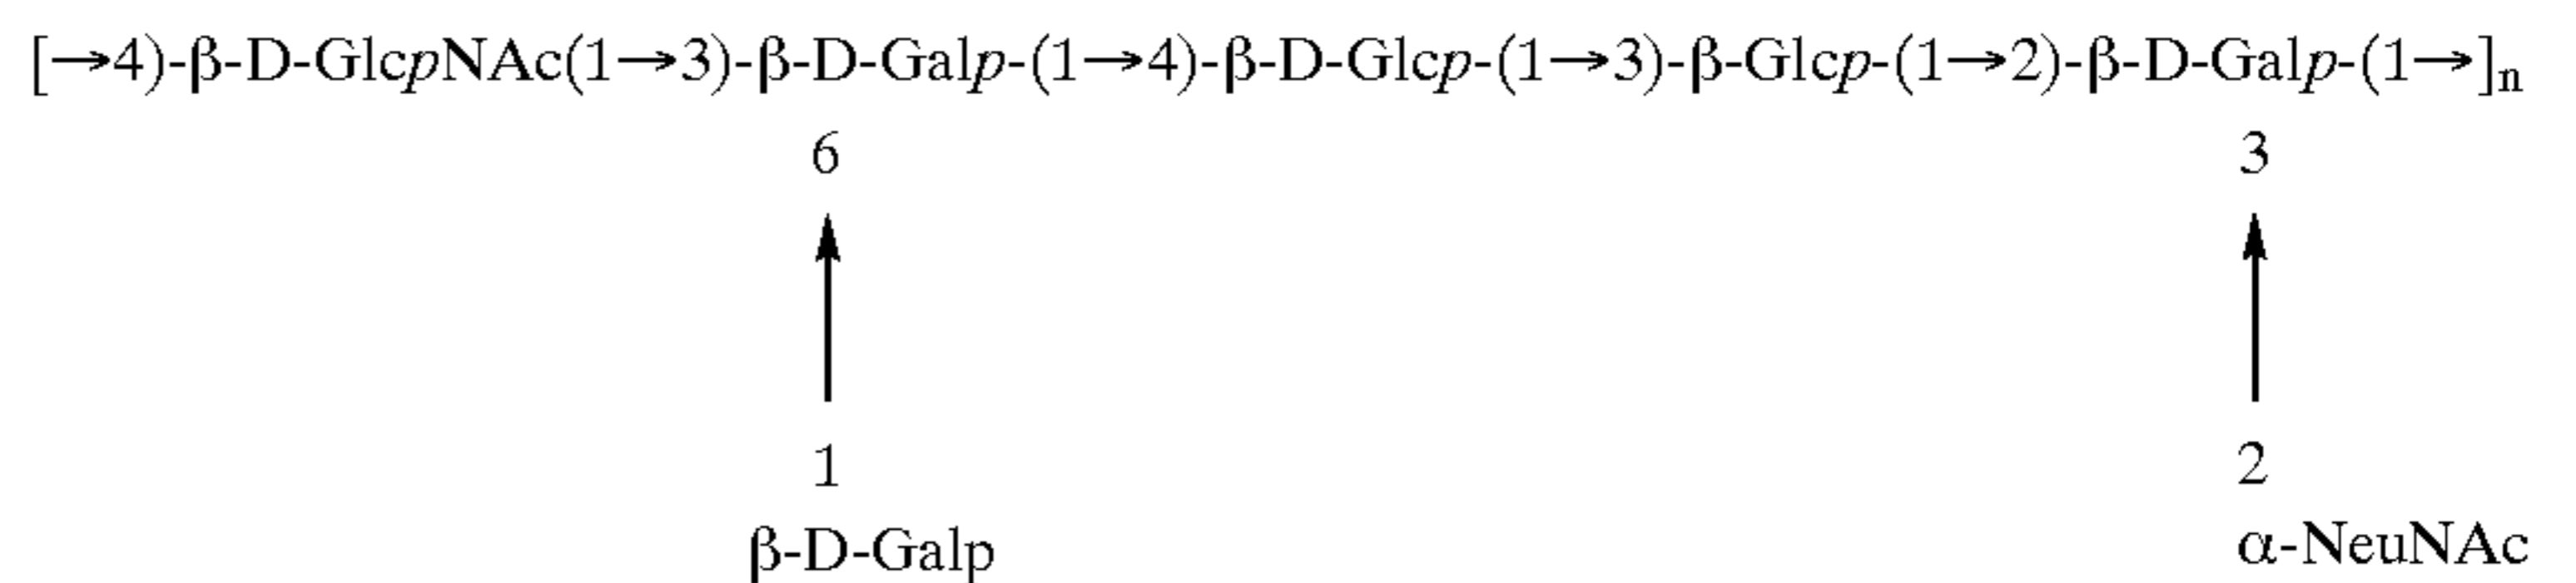 [→4)-β-D-GlcpNAc(1→3)-β-D-Galp-(1→4)-β-D-Glcp-(1→3)-β-Glcp-(1→2)-β-D-Galp-(1→]n
6 3
1 2
β-D-Galp α-NeuNAc